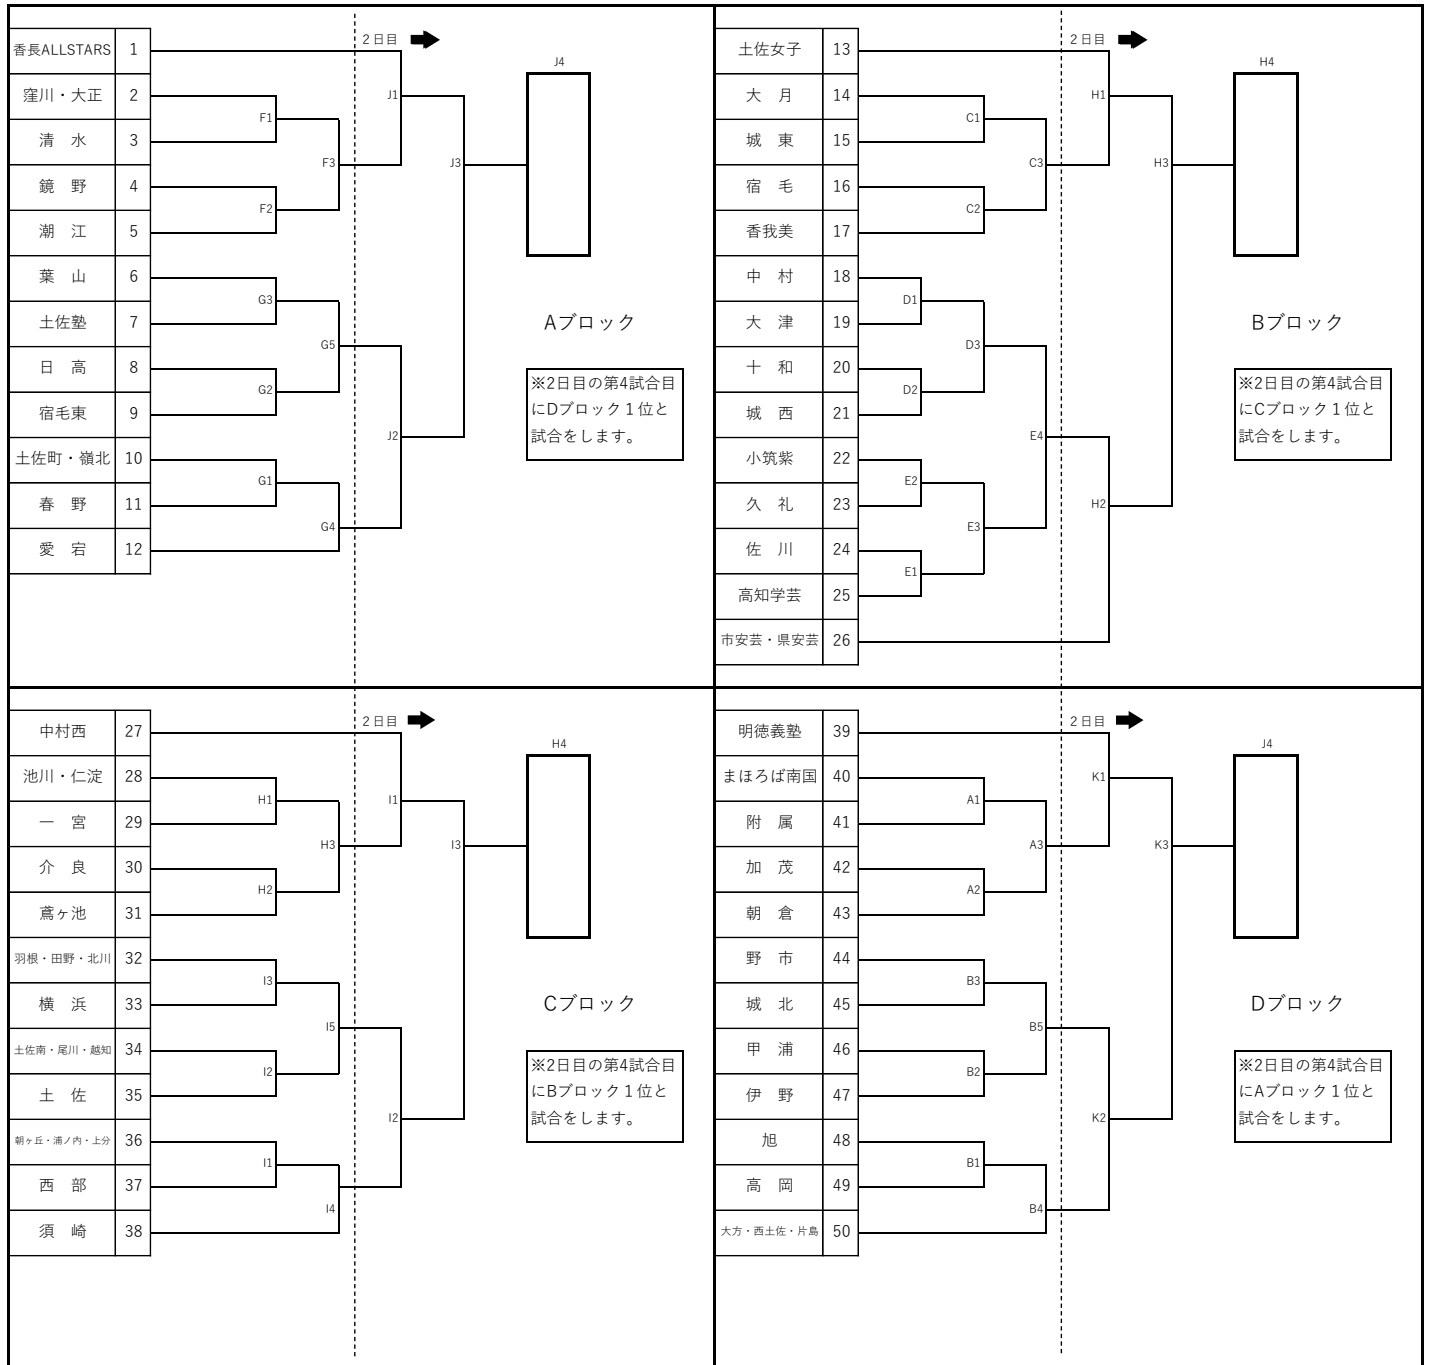 香長ALLSTARS 1
窪川・大正 2
清　水 3
鏡　野 4
潮　江 5
葉　山 6
土佐塾 7
日　高 8
宿毛東 9
土佐町・嶺北 10
春　野 11
愛　宕 12
F1
F2
G3
G2
G1
F3
G5
G4
2日目
J1
J2
J3
J4
Aブロック
※2日目の第4試合目
にDブロック１位と
試合をします。
土佐女子 13
大　月 14
城　東 15
宿　毛 16
香我美 17
中　村 18
大　津 19
十　和 20
城　西 21
小筑紫 22
久　礼 23
佐　川 24
高知学芸 25
市安芸・県安芸 26
D1
D2
E2
E1
C1
C2
D3
E3
C3
E4
2日目
H1
H2
H3
H4
Bブロック
※2日目の第4試合目
にCブロック１位と
試合をします。
中村西 27
池川・仁淀 28
一　宮 29
介　良 30
鳶ヶ池 31
羽根・田野・北川 32
横　浜 33
土佐南・尾川・越知 34
土　佐 35
朝ヶ丘・浦ノ内・上分 36
西　部 37
須　崎 38
H1
H2
I3
I2
I1
H3
I5
I4
2日目
I1
I2
I3
H4
Cブロック
※2日目の第4試合目
にBブロック１位と
試合をします。
明徳義塾 39
まほろば南国 40
附　属 41
加　茂 42
朝　倉 43
野　市 44
城　北 45
甲　浦 46
伊　野 47
旭 48
高　岡 49
大方・西土佐・片島 50
A1
A2
B3
B2
B1
A3
B5
B4
2日目
K1
K2
K3
J4
Dブロック
※2日目の第4試合目
にAブロック１位と
試合をします。